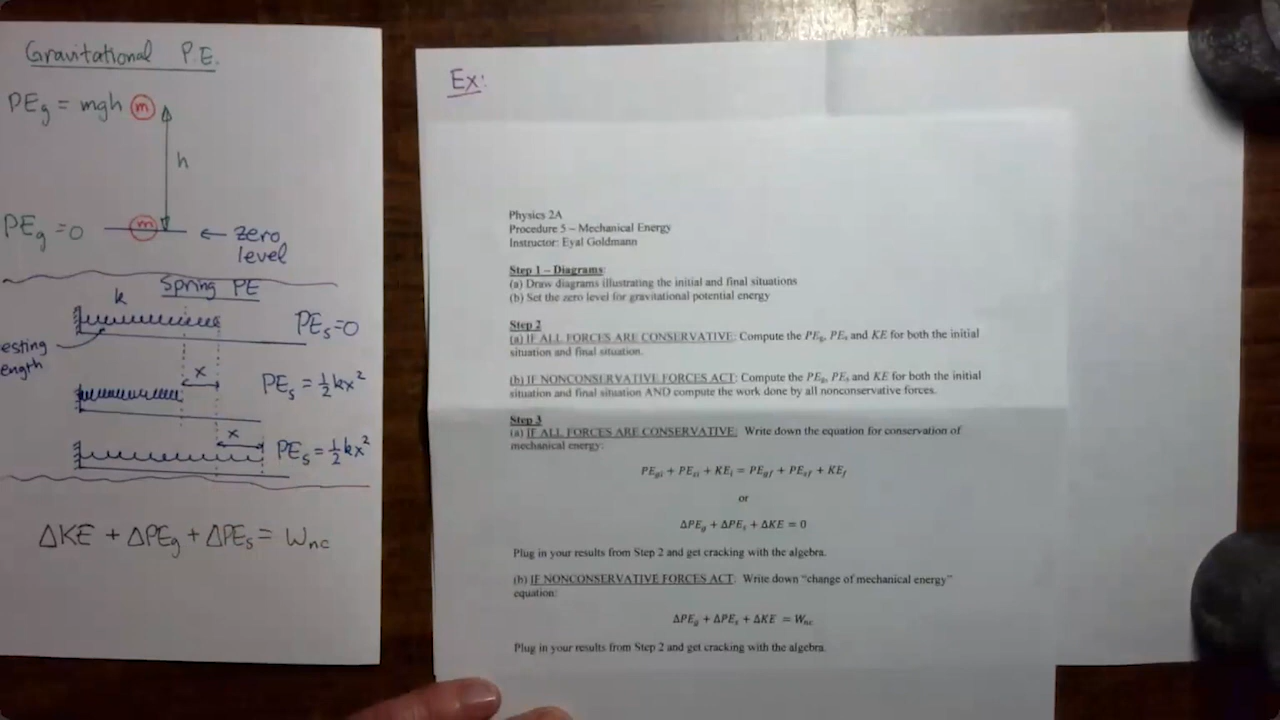 Gravitational P.E.
PEg = mgh m
h
PEg = 0 m ← zero
level
Spring PE
k
PEs=0
esting
ength
x
PEs = ½kx²
x
PEs = ½kx²
ΔKE + ΔPEg + ΔPEs = Wnc
Ex:
Physics 2A
Procedure 5 – Mechanical Energy
Instructor: Eyal Goldmann
Step 1 – Diagrams:
(a) Draw diagrams illustrating the initial and final situations
(b) Set the zero level for gravitational potential energy
Step 2
(a) IF ALL FORCES ARE CONSERVATIVE: Compute the PEg, PEs and KE for both the initial
situation and final situation.
(b) IF NONCONSERVATIVE FORCES ACT: Compute the PEg, PEs and KE for both the initial
situation and final situation AND compute the work done by all nonconservative forces.
Step 3
(a) IF ALL FORCES ARE CONSERVATIVE: Write down the equation for conservation of
mechanical energy:
PEgi + PEsi + KEi = PEgf + PEsf + KEf
or
ΔPEg + ΔPEs + ΔKE = 0
Plug in your results from Step 2 and get cracking with the algebra.
(b) IF NONCONSERVATIVE FORCES ACT: Write down “change of mechanical energy”
equation:
ΔPEg + ΔPEs + ΔKE = Wnc
Plug in your results from Step 2 and get cracking with the algebra.